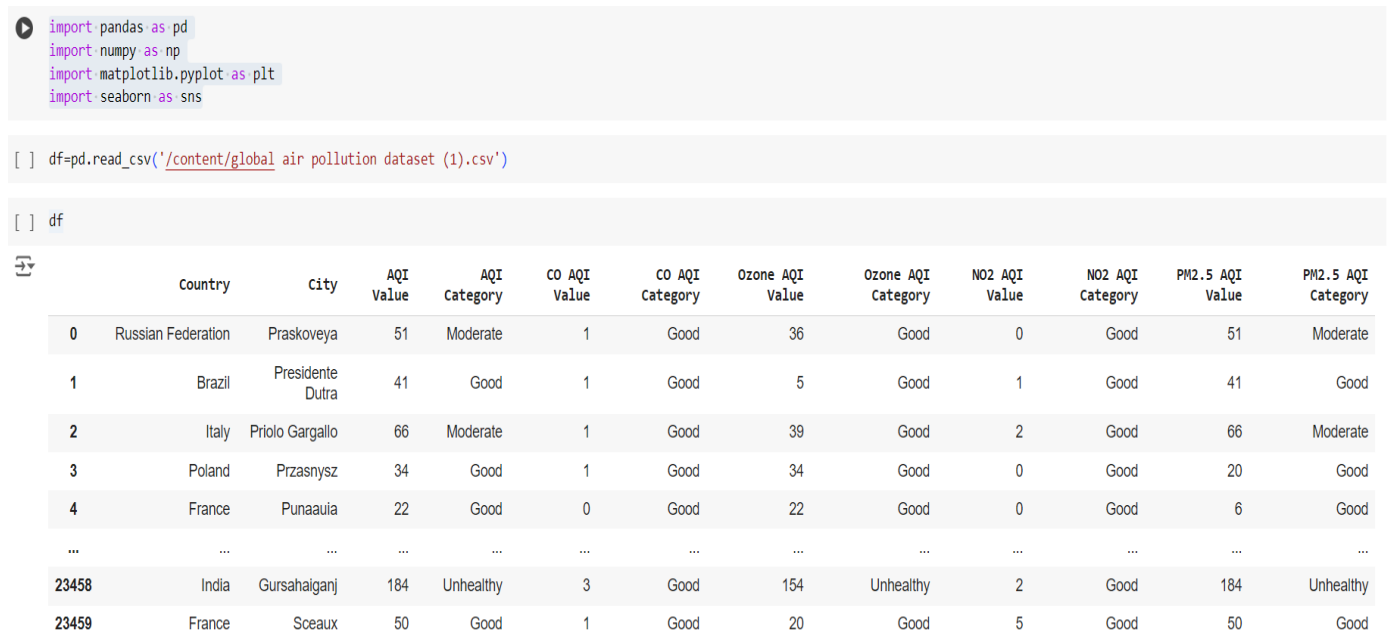 import pandas as pd
import numpy as np
import matplotlib.pyplot as plt
import seaborn as sns
[ ] df=pd.read_csv('/content/global air pollution dataset (1).csv')
[ ] df
Country City AQI Value AQI Category CO AQI Value CO AQI Category Ozone AQI Value Ozone AQI Category NO2 AQI Value NO2 AQI Category PM2.5 AQI Value PM2.5 AQI Category
0 Russian Federation Praskoveya 51 Moderate 1 Good 36 Good 0 Good 51 Moderate
1 Brazil Presidente Dutra 41 Good 1 Good 5 Good 1 Good 41 Good
2 Italy Priolo Gargallo 66 Moderate 1 Good 39 Good 2 Good 66 Moderate
3 Poland Przasnysz 34 Good 1 Good 34 Good 0 Good 20 Good
4 France Punaauia 22 Good 0 Good 22 Good 0 Good 6 Good
... ... ... ... ... ... ... ... ... ... ... ... ...
23458 India Gursahaiganj 184 Unhealthy 3 Good 154 Unhealthy 2 Good 184 Unhealthy
23459 France Sceaux 50 Good 1 Good 20 Good 5 Good 50 Good